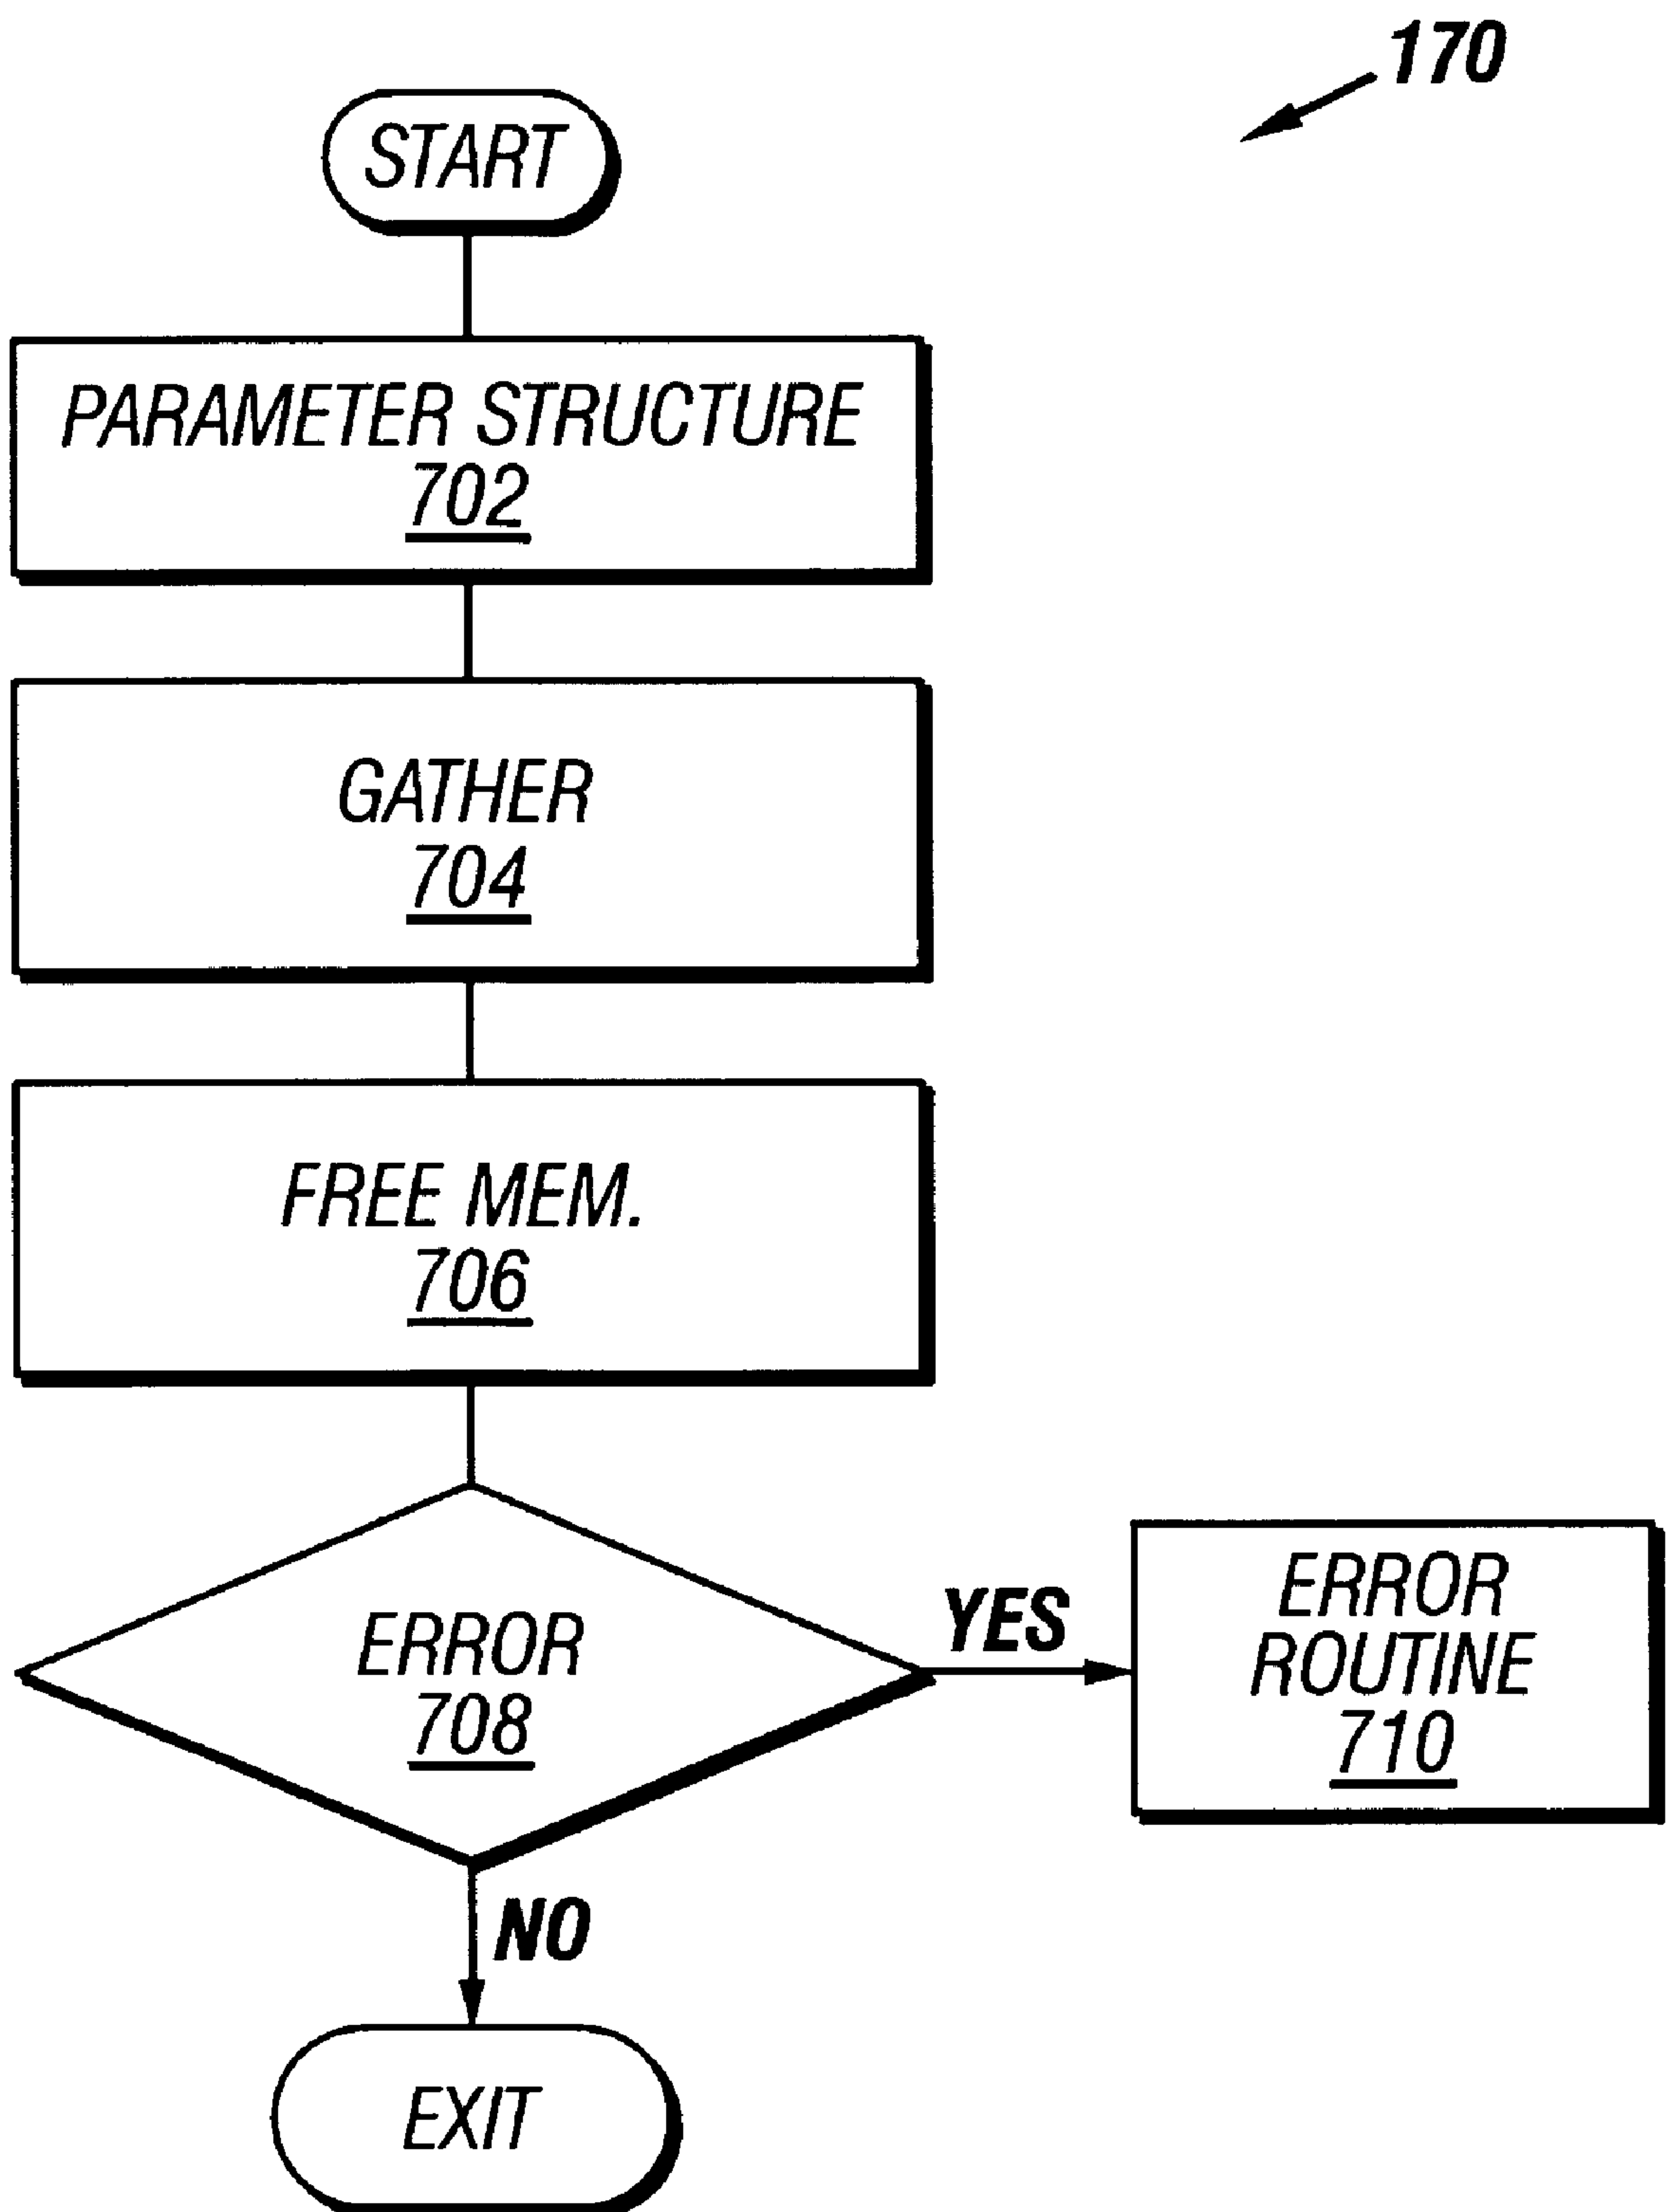 170
START
PARAMETER STRUCTURE
702
GATHER
704
FREE MEM.
706
ERROR
708
YES
ERROR
ROUTINE
710
NO
EXIT